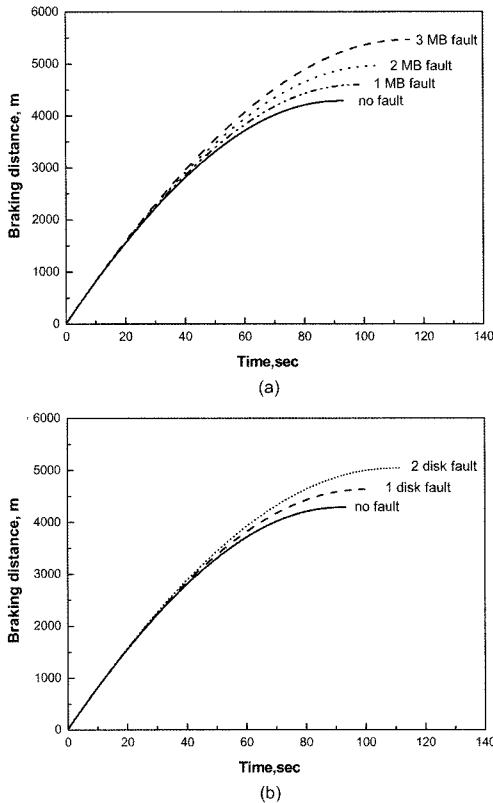 6000
5000
4000
3000
2000
1000
0
Braking distance, m
3 MB fault
2 MB fault
1 MB fault
no fault
0 20 40 60 80 100 120 140
Time,sec
(a)
6000
5000
4000
3000
2000
1000
0
Braking distance, m
2 disk fault
1 disk fault
no fault
0 20 40 60 80 100 120 140
Time,sec
(b)